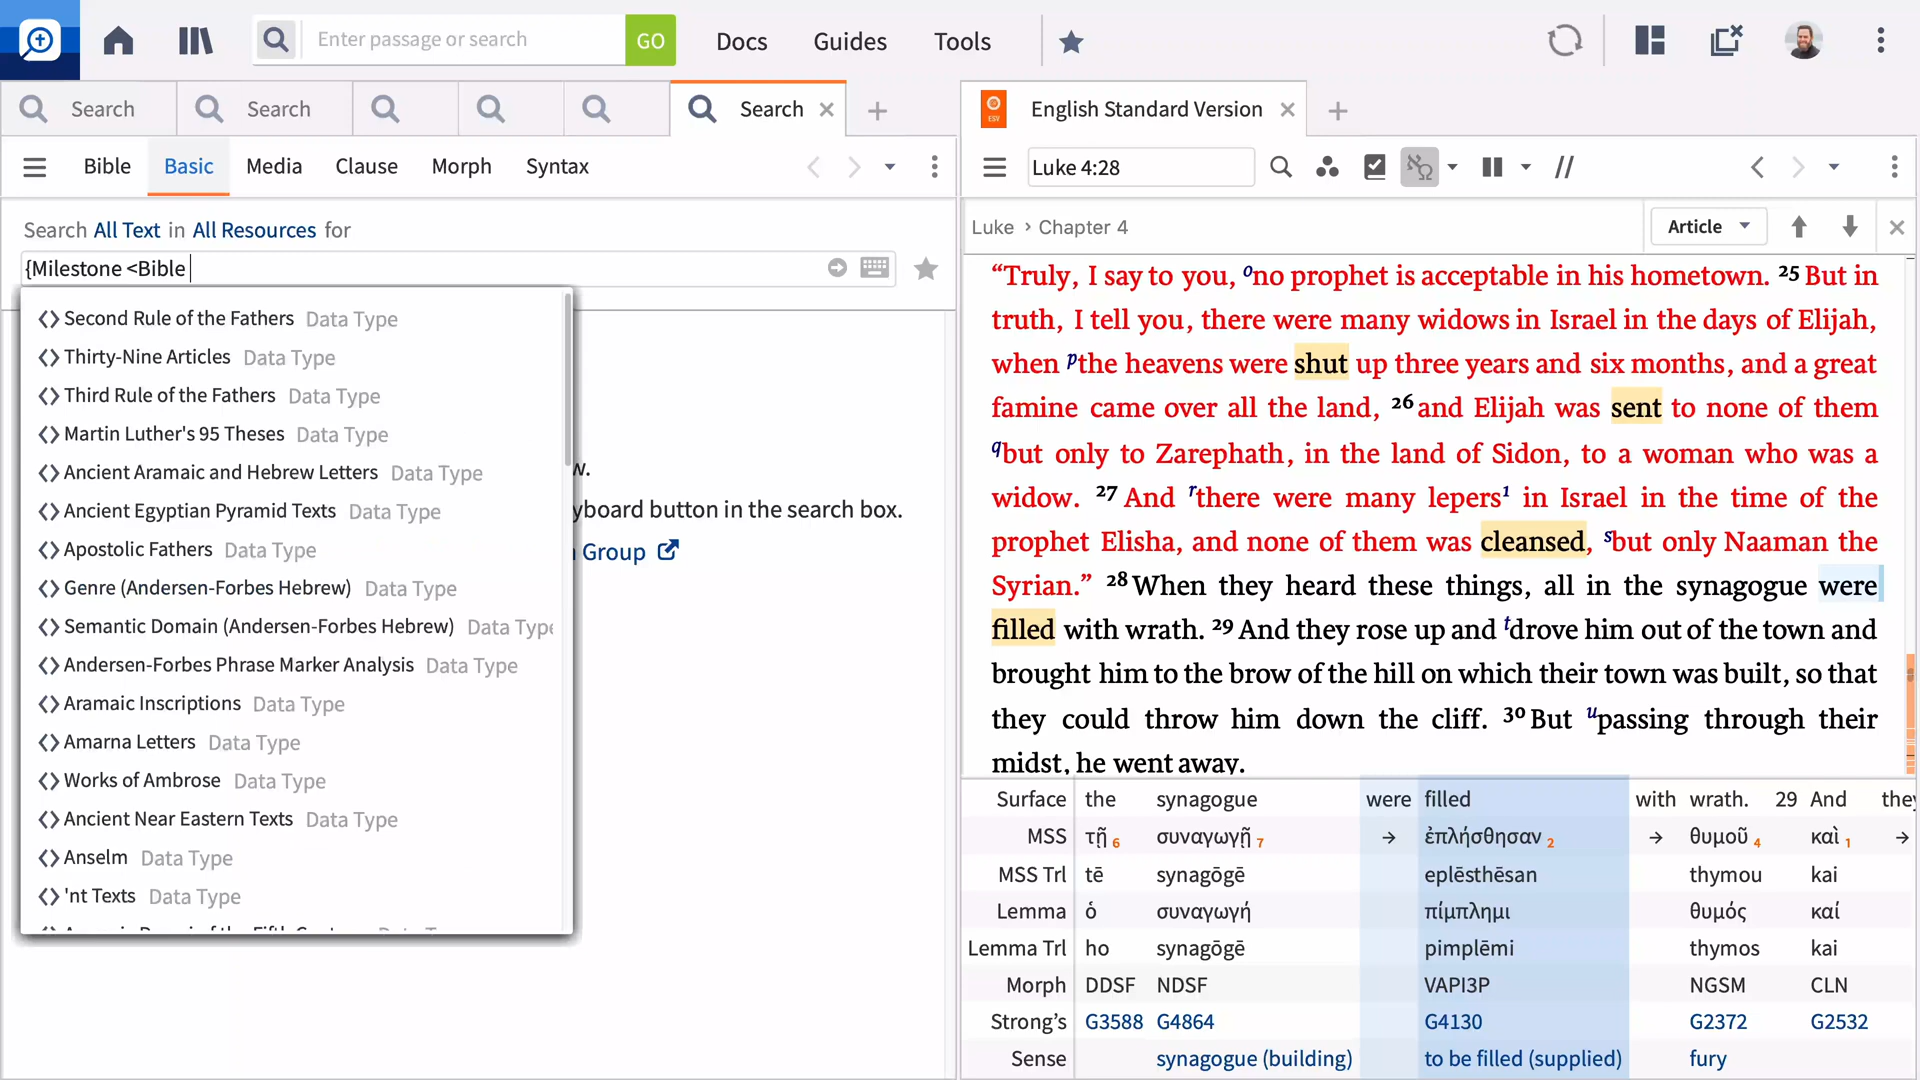 Enter passage or search
GO
Docs
Guides
Tools
Search
Search
Search
Bible
Basic
Media
Clause
Morph
Syntax
Search All Text in All Resources for
{Milestone <Bible
Second Rule of the Fathers Data Type
Thirty-Nine Articles Data Type
Third Rule of the Fathers Data Type
Martin Luther's 95 Theses Data Type
Ancient Aramaic and Hebrew Letters Data Type
Ancient Egyptian Pyramid Texts Data Type
Apostolic Fathers Data Type
Genre (Andersen-Forbes Hebrew) Data Type
Semantic Domain (Andersen-Forbes Hebrew) Data Type
Andersen-Forbes Phrase Marker Analysis Data Type
Aramaic Inscriptions Data Type
Amarna Letters Data Type
Works of Ambrose Data Type
Ancient Near Eastern Texts Data Type
Anselm Data Type
'nt Texts Data Type
w.
yboard button in the search box.
Group
ESV
English Standard Version
Luke 4:28
Luke › Chapter 4
Article
“Truly, I say to you, ono prophet is acceptable in his hometown. 25 But in
truth, I tell you, there were many widows in Israel in the days of Elijah,
when pthe heavens were shut up three years and six months, and a great
famine came over all the land, 26 and Elijah was sent to none of them
qbut only to Zarephath, in the land of Sidon, to a woman who was a
widow. 27 And rthere were many lepers1 in Israel in the time of the
prophet Elisha, and none of them was cleansed, sbut only Naaman the
Syrian.” 28 When they heard these things, all in the synagogue were
filled with wrath. 29 And they rose up and tdrove him out of the town and
brought him to the brow of the hill on which their town was built, so that
they could throw him down the cliff. 30 But upassing through their
midst, he went away.
Surface the synagogue were filled with wrath. 29 And they
MSS τῇ 6 συναγωγῇ 7 → ἐπλήσθησαν 2 → θυμοῦ 4 καὶ 1 →
MSS Trl tē synagōgē eplēsthēsan thymou kai
Lemma ὁ συναγωγή πίμπλημι θυμός καί
Lemma Trl ho synagōgē pimplēmi thymos kai
Morph DDSF NDSF VAPI3P NGSM CLN
Strong’s G3588 G4864 G4130 G2372 G2532
Sense synagogue (building) to be filled (supplied) fury